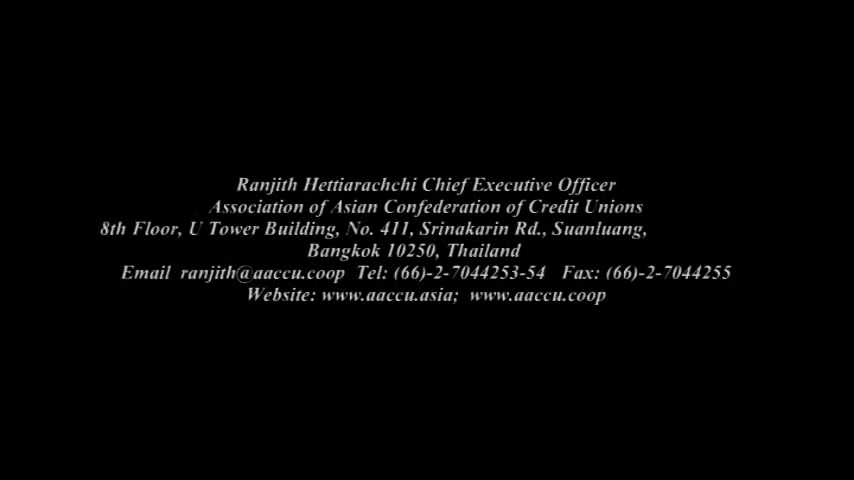 Ranjith Hettiarachchi Chief Executive Officer
Association of Asian Confederation of Credit Unions
8th Floor, U Tower Building, No. 411, Srinakarin Rd., Suanluang,
Bangkok 10250, Thailand
Email  ranjith@aaccu.coop  Tel: (66)-2-7044253-54   Fax: (66)-2-7044255
Website: www.aaccu.asia;  www.aaccu.coop